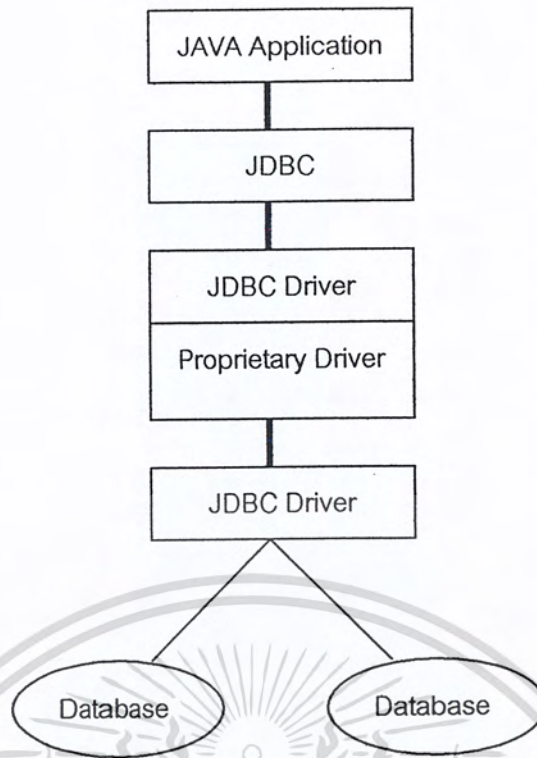 JAVA Application
JDBC
JDBC Driver
Proprietary Driver
JDBC Driver
Database
Database